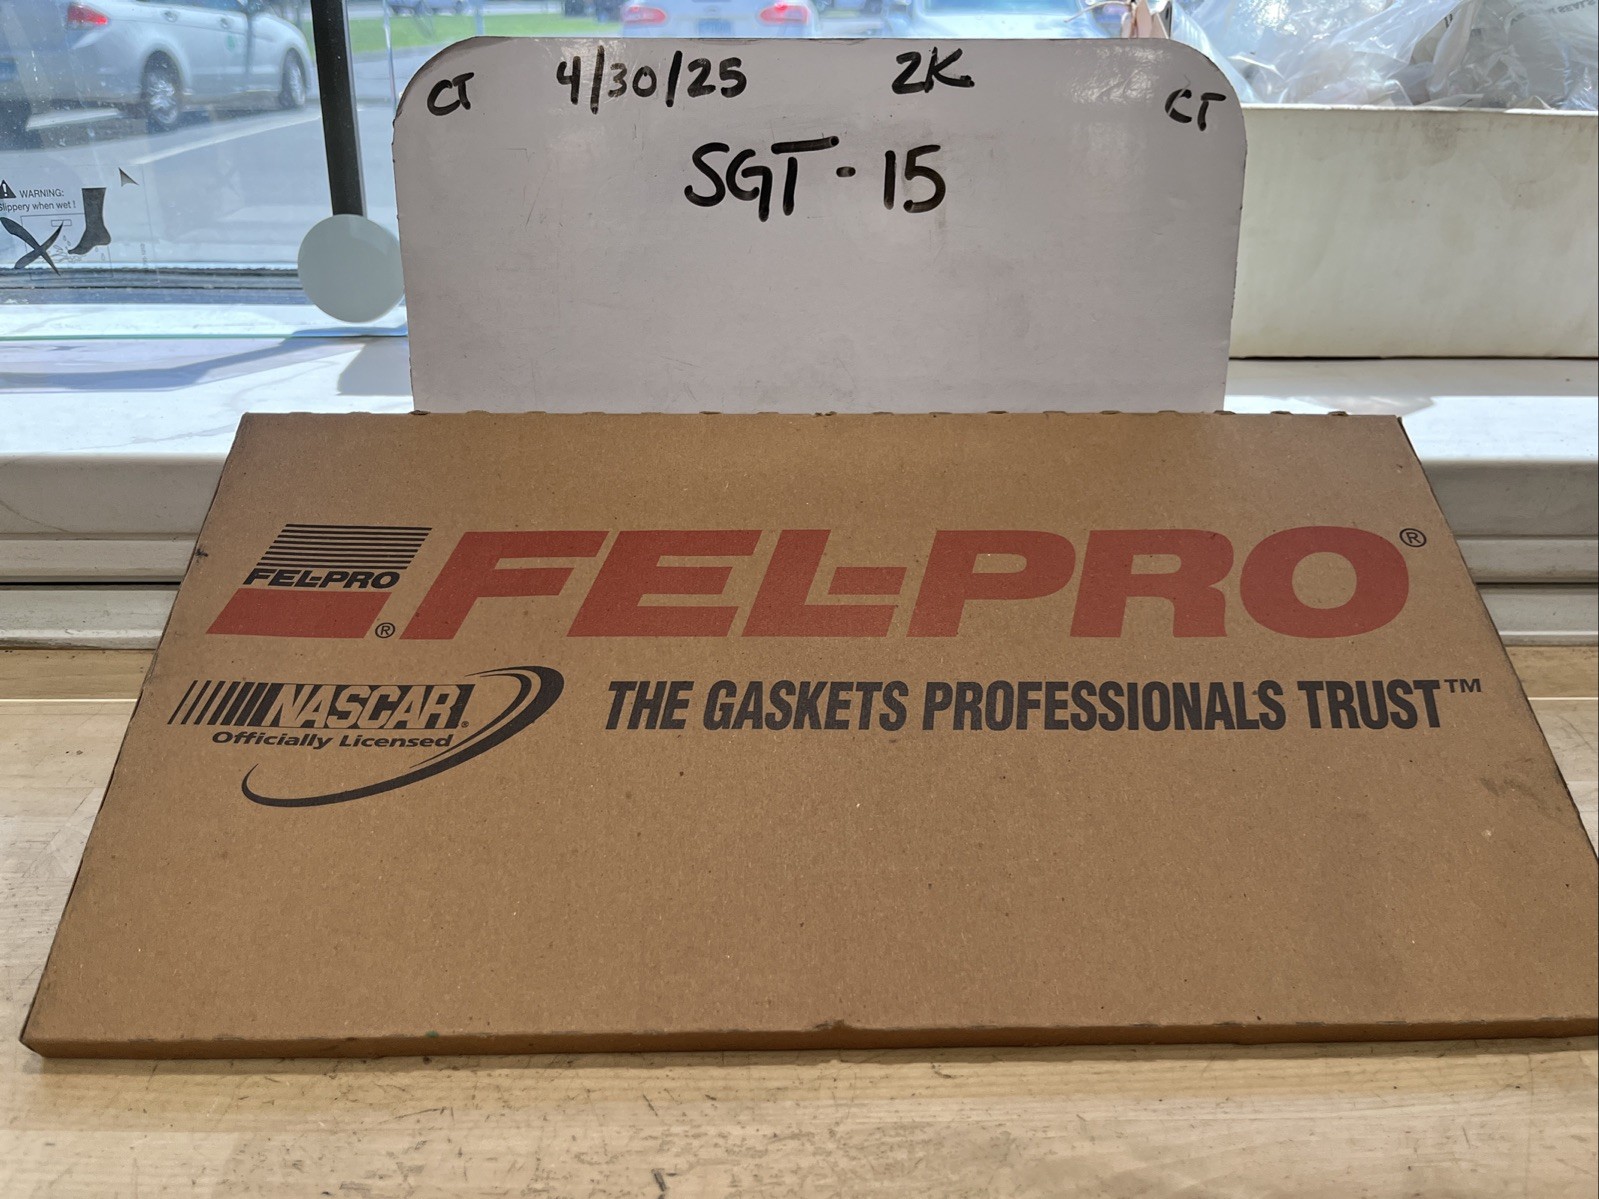 CT 4/30/25 2K CT
SGT-15
WARNING:
Slippery when wet!
FEL-PRO
®
FEL-PRO®
NASCAR®
Officially Licensed
THE GASKETS PROFESSIONALS TRUST™